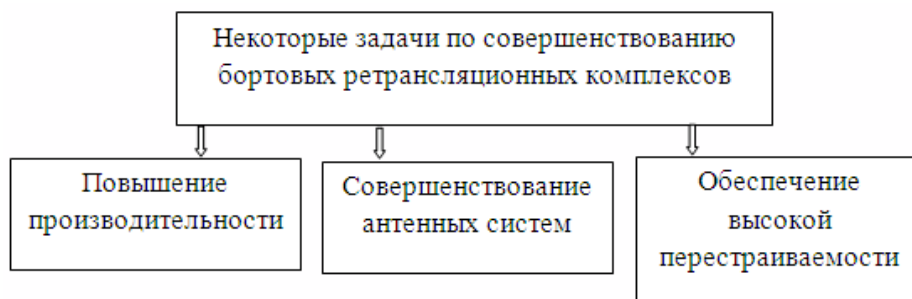 Некоторые задачи по совершенствованию
бортовых ретрансляционных комплексов
Повышение
производительности
Совершенствование
антенных систем
Обеспечение
высокой
перестраиваемости